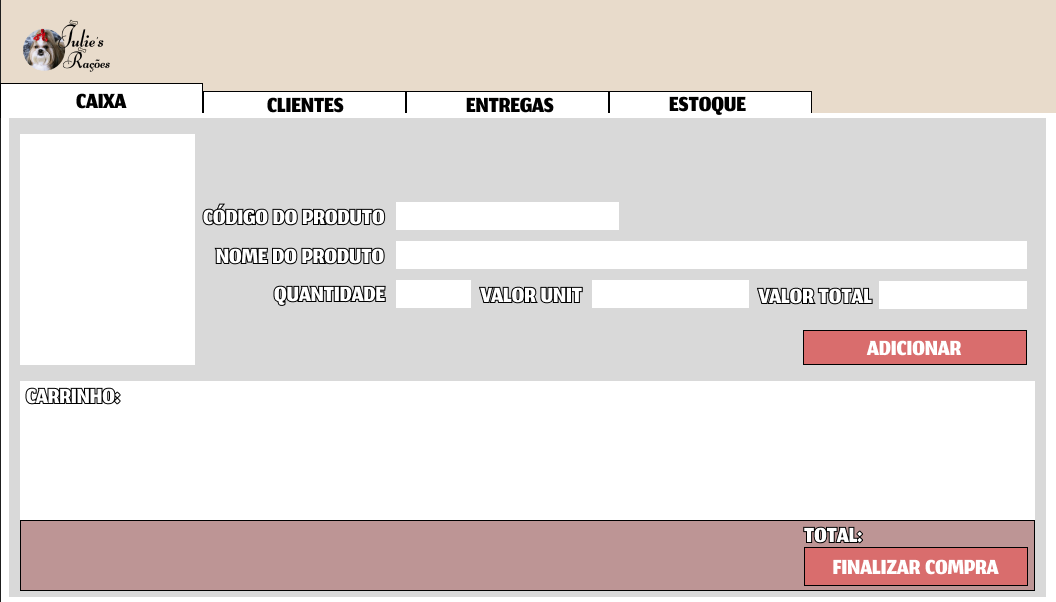 Julie's
Rações
CAIXA
CLIENTES
ENTREGAS
ESTOQUE
CÓDIGO DO PRODUTO
NOME DO PRODUTO
QUANTIDADE
VALOR UNIT
VALOR TOTAL
ADICIONAR
CARRINHO:
TOTAL:
FINALIZAR COMPRA